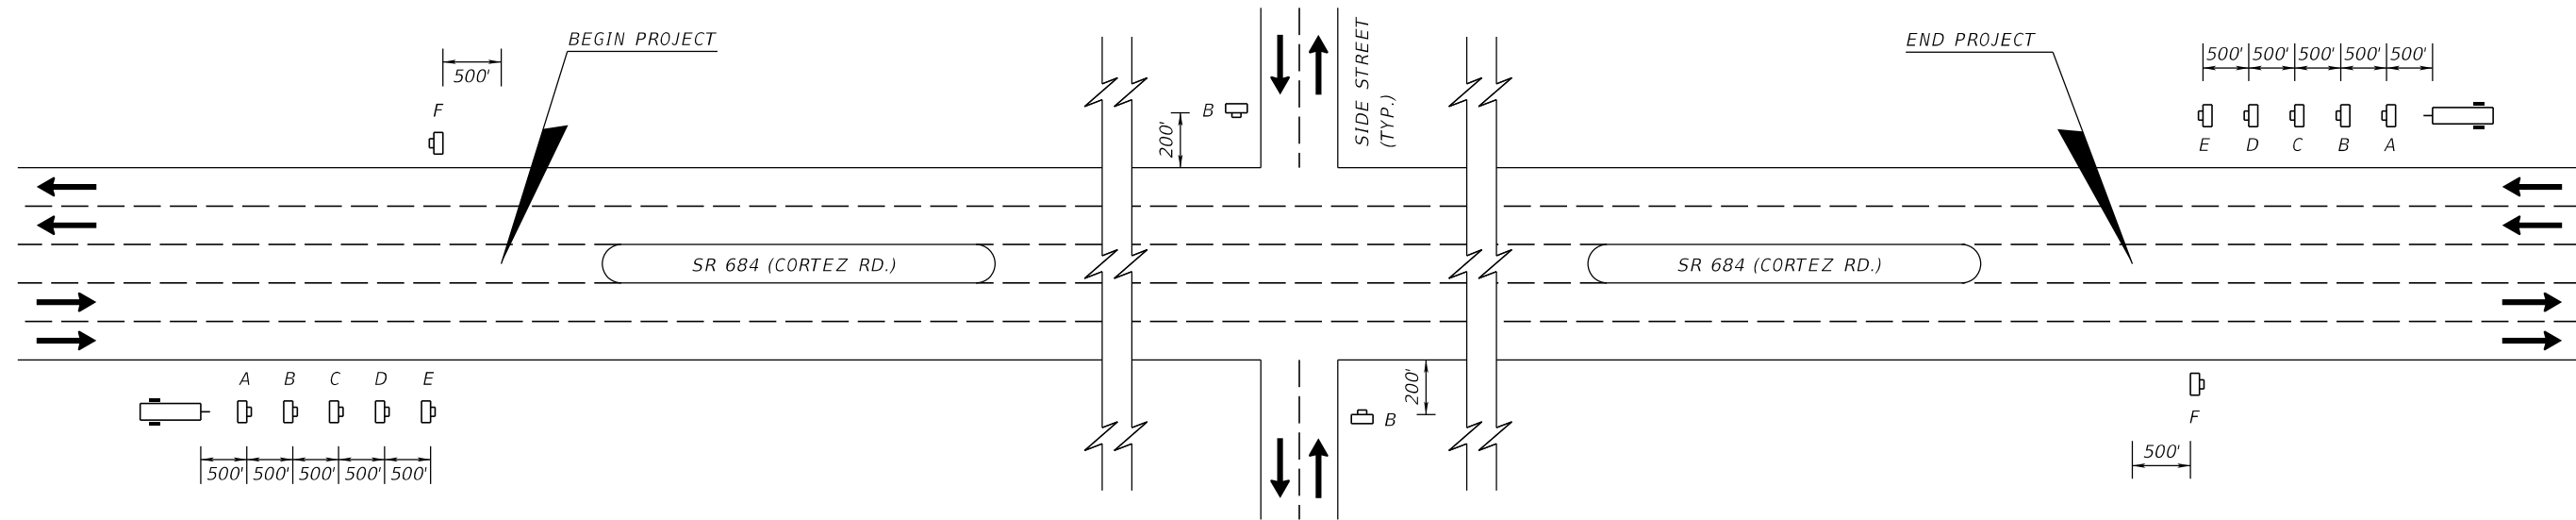 BEGIN PROJECT
END PROJECT
500' 500' 500' 500' 500'
500'
F
B
200'
SIDE STREET
(TYP.)
E D C B A
SR 684 (CORTEZ RD.)
SR 684 (CORTEZ RD.)
A B C D E
500' 500' 500' 500' 500'
200'
B
F
500'